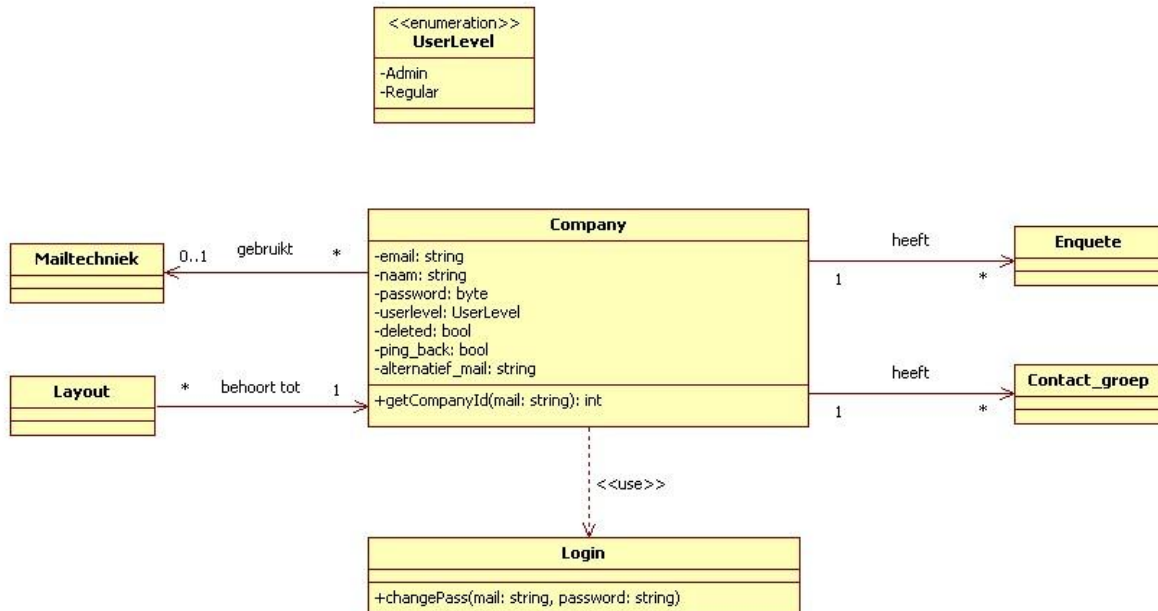 <<enumeration>>
UserLevel
-Admin
-Regular
Company
-email: string
-naam: string
-password: byte
-userlevel: UserLevel
-deleted: bool
-ping_back: bool
-alternatief_mail: string
+getCompanyId(mail: string): int
Mailtechniek
0..1
gebruikt
*
Layout
*
behoort tot
1
heeft
1
*
Enquete
heeft
1
*
Contact_groep
<<use>>
Login
+changePass(mail: string, password: string)